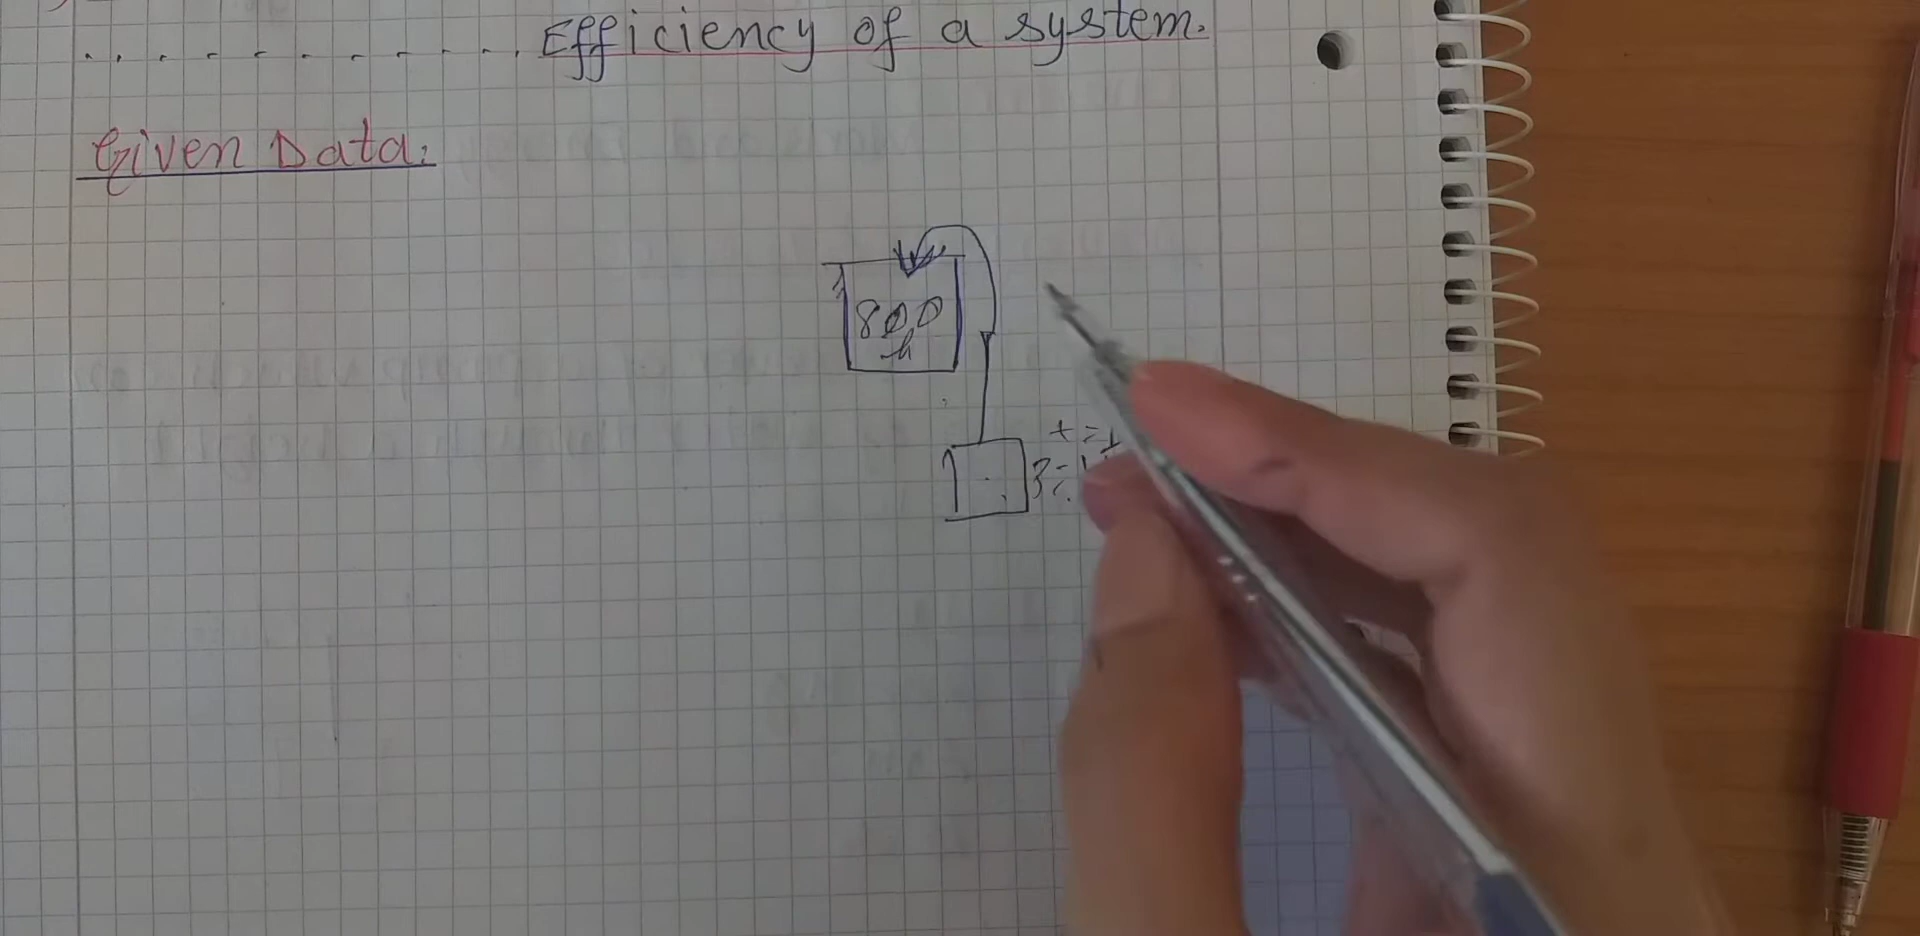 Efficiency of a system.
Given Data:
800